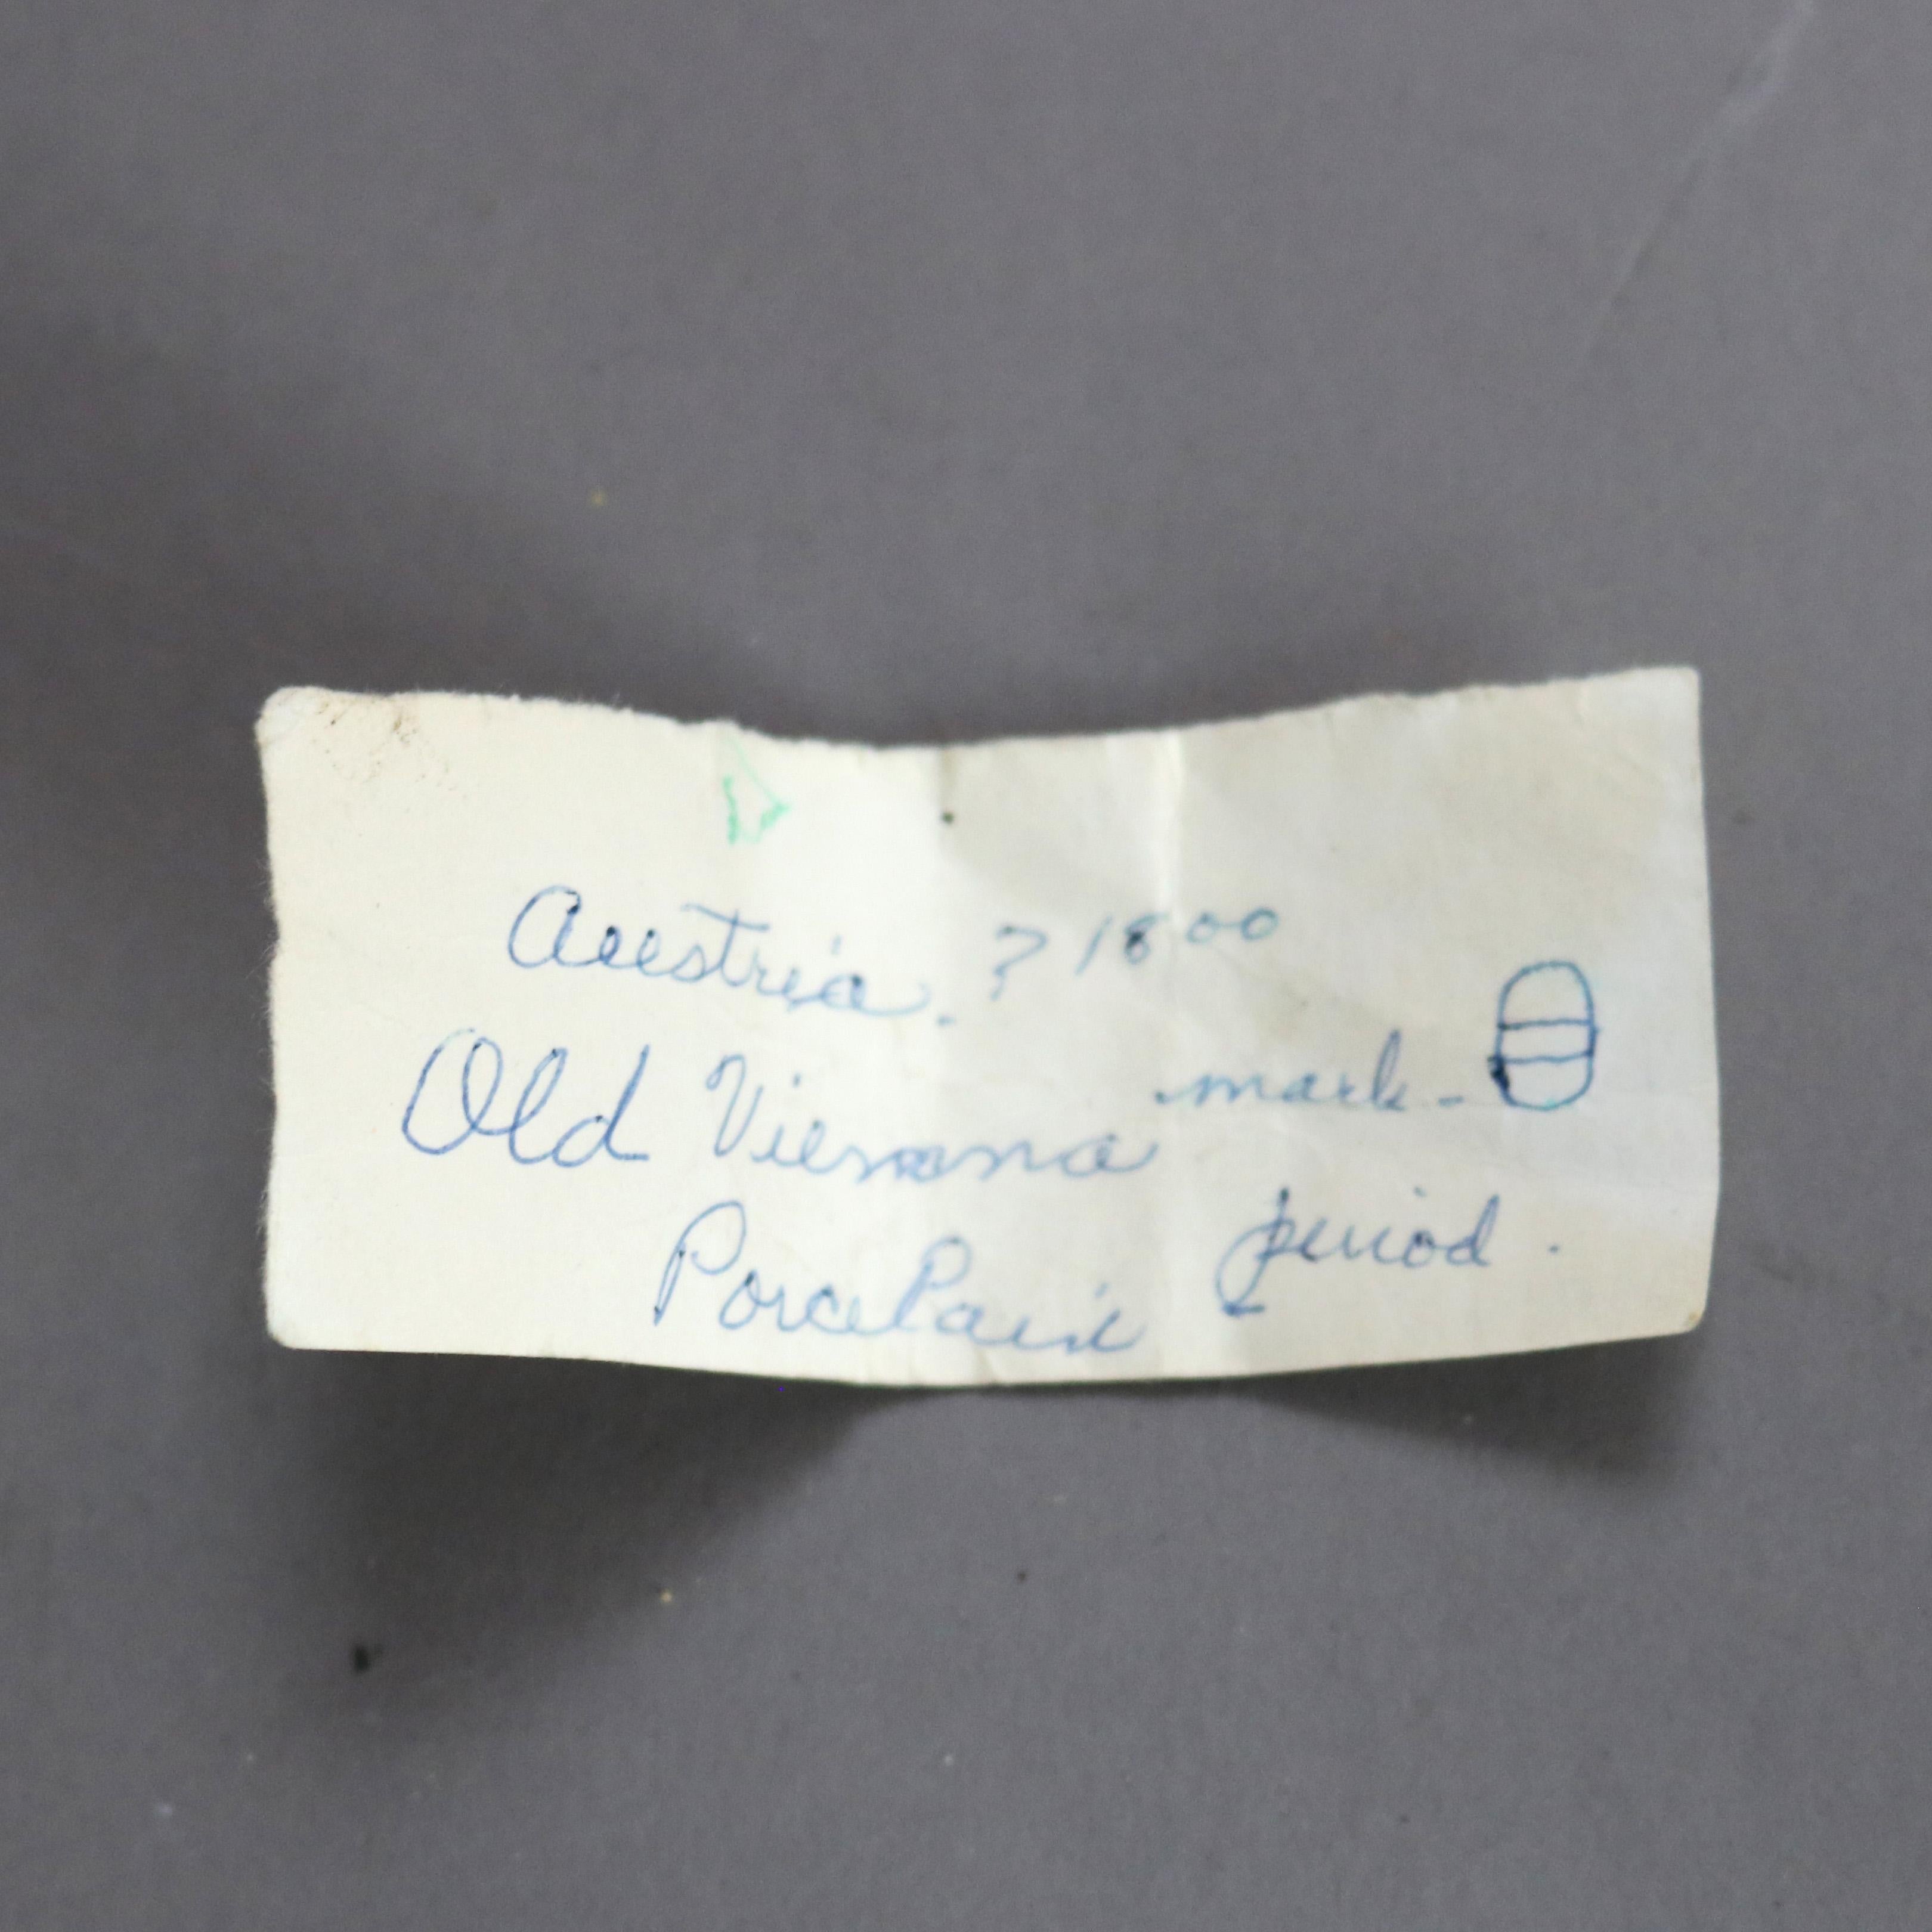 Austria. ? 1800
Old Vienna mark -
Porcelain period.